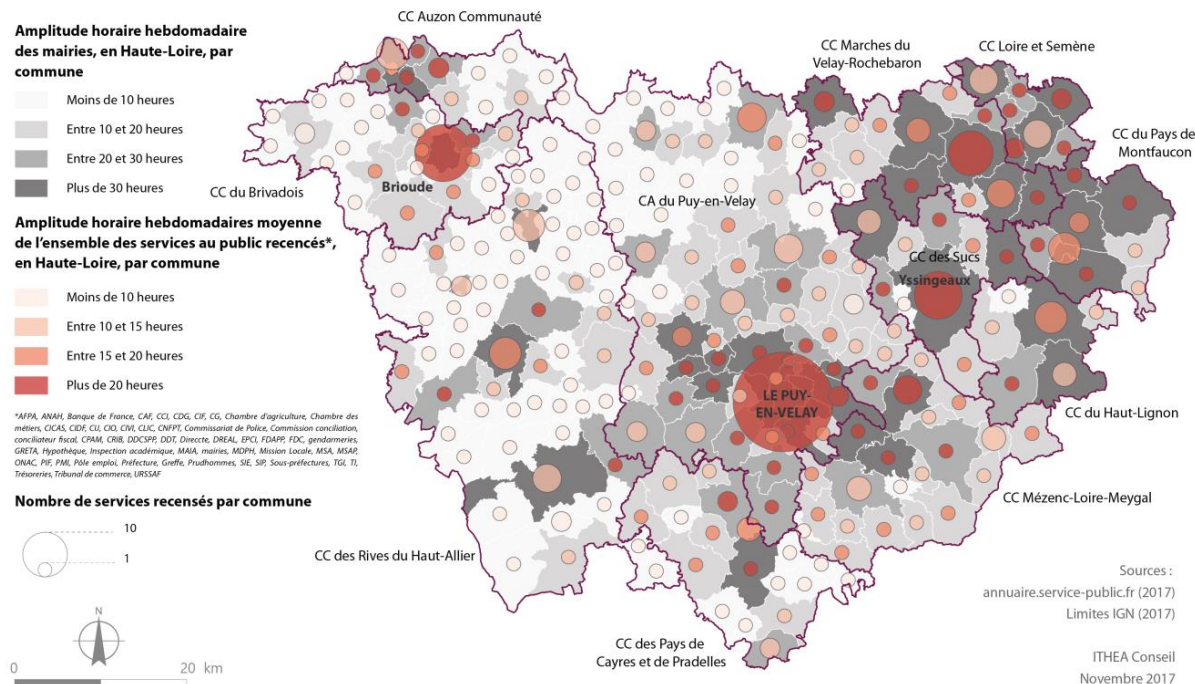 Amplitude horaire hebdomadaire
des mairies, en Haute-Loire, par
commune
Moins de 10 heures
Entre 10 et 20 heures
Entre 20 et 30 heures
Plus de 30 heures
Amplitude horaire hebdomadaires moyenne
de l'ensemble des services au public recencés*,
en Haute-Loire, par commune
Moins de 10 heures
Entre 10 et 15 heures
Entre 15 et 20 heures
Plus de 20 heures
*AFPA, ANAH, Banque de France, CAF, CCI, CDG, CIF, CG, Chambre d'agriculture, Chambre des
métiers, CICAS, CIDF, CIJ, CIO, CIVI, CLIC, CNFPT, Commissariat de Police, Commission conciliation,
conciliateur fiscal, CPAM, CRIB, DDCSPP, DDT, Direccte, DREAL, EPCI, FDAPP, FDC, gendarmeries,
GRETA, Hypothèque, Inspection académique, MAIA, mairies, MDPH, Mission Locale, MSA, MSAP,
ONAC, PIF, PMI, Pôle emploi, Préfecture, Greffe, Prudhommes, SIE, SIP, Sous-préfectures, TGI, TI,
Trésoreries, Tribunal de commerce, URSSAF
Nombre de services recensés par commune
10
1
N
0 20 km
CC Auzon Communauté
CC Marches du
Velay-Rochebaron
CC Loire et Semène
CC du Pays de
Montfaucon
CC du Brivadois
Brioude
CA du Puy-en-Velay
CC des Sucs
Yssingeaux
LE PUY-
EN-VELAY
CC du Haut-Lignon
CC Mézenc-Loire-Meygal
CC des Rives du Haut-Allier
CC des Pays de
Cayres et de Pradelles
Sources :
annuaire.service-public.fr (2017)
Limites IGN (2017)
ITHEA Conseil
Novembre 2017